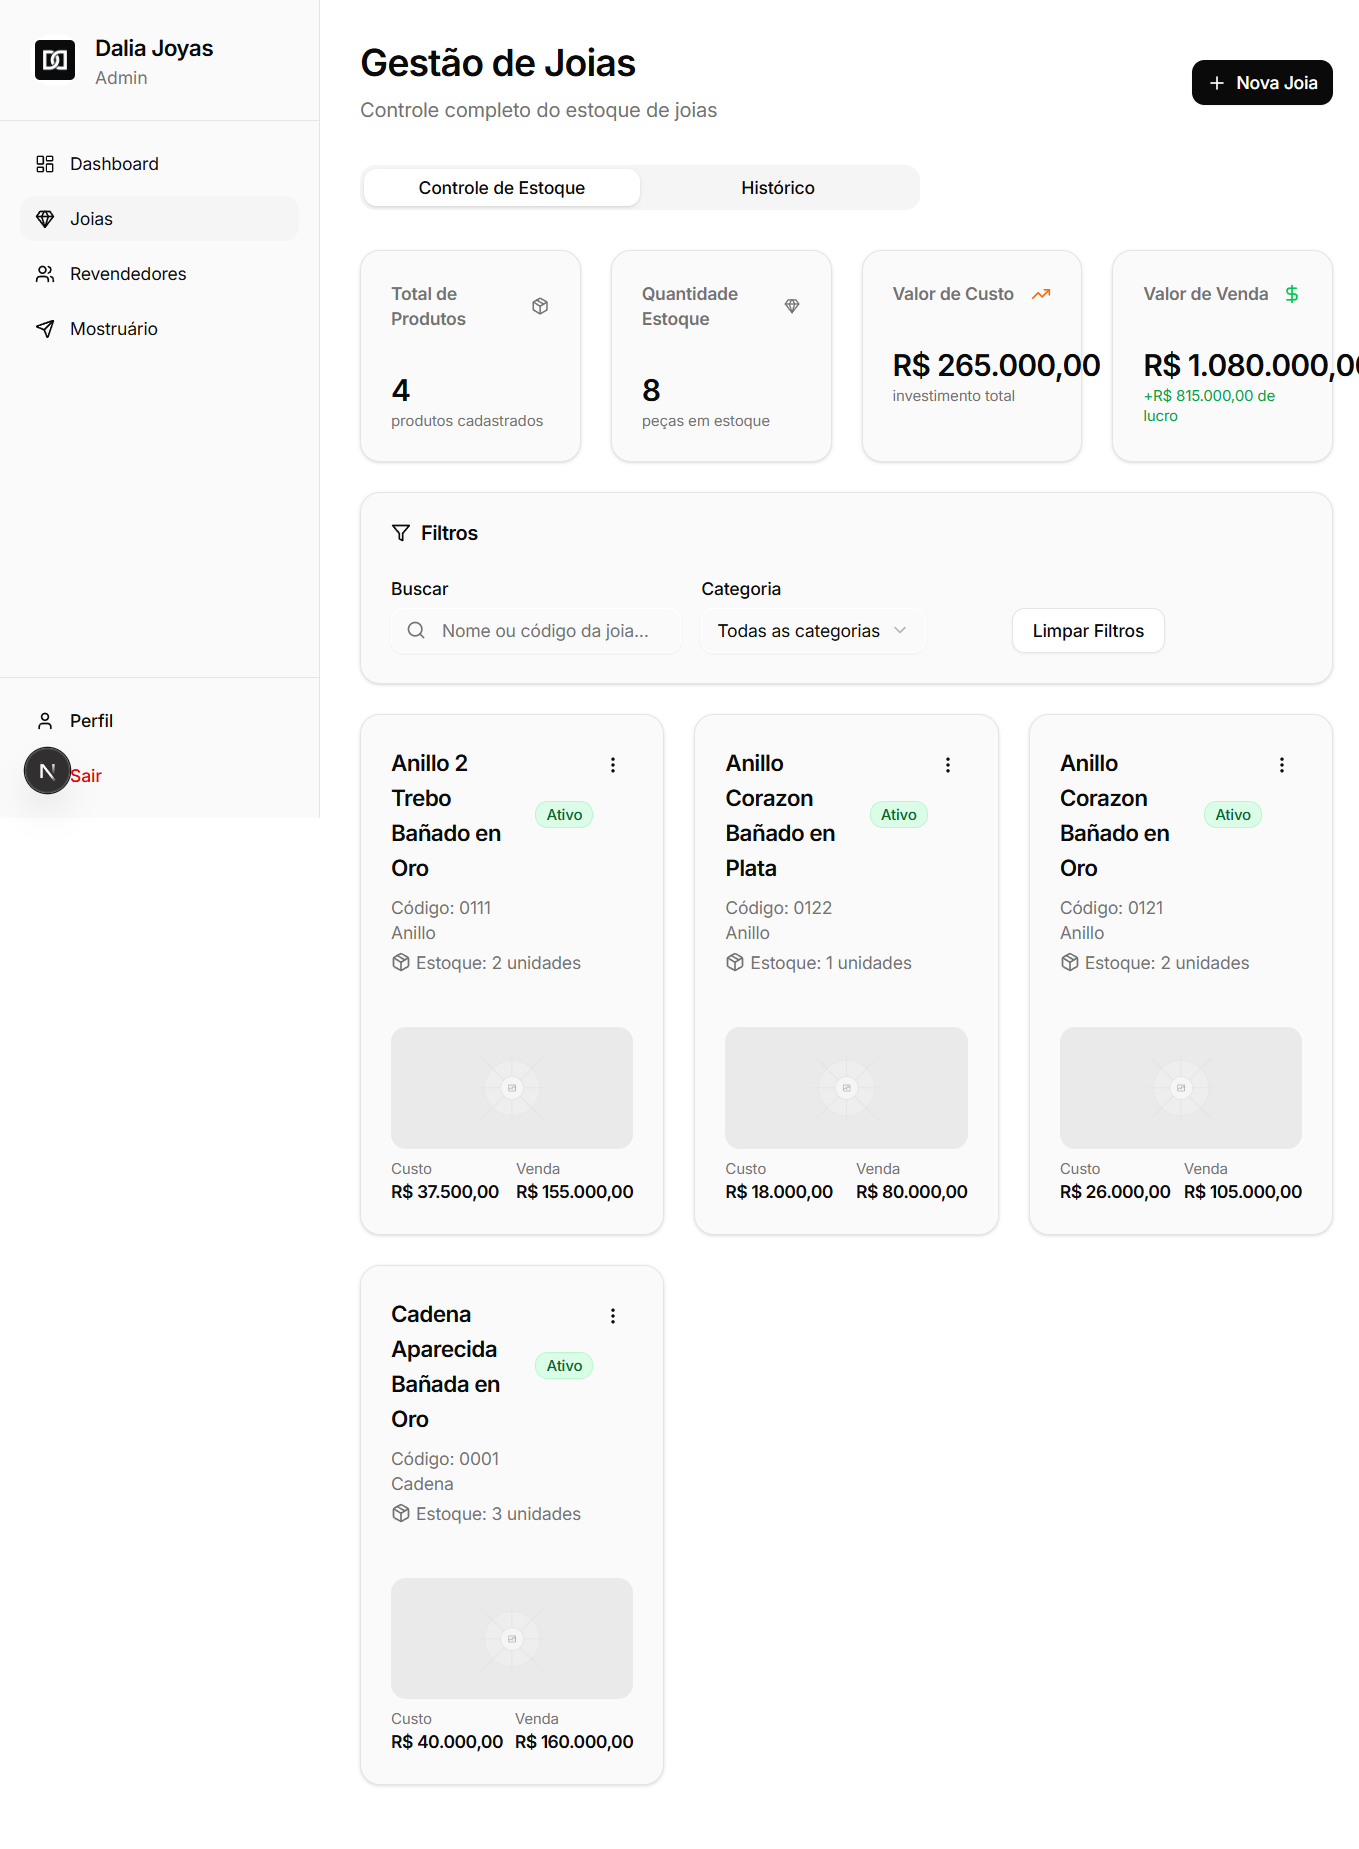 Dalia Joyas
Admin
Dashboard
Joias
Revendedores
Mostruário
Perfil
N
Sair
Gestão de Joias
Controle completo do estoque de joias
Nova Joia
Controle de Estoque
Histórico
Total de
Produtos
4
produtos cadastrados
Quantidade
Estoque
8
peças em estoque
Valor de Custo
R$ 265.000,00
investimento total
Valor de Venda
R$ 1.080.000,0
+R$ 815.000,00 de
lucro
Filtros
Buscar
Nome ou código da joia...
Categoria
Todas as categorias
Limpar Filtros
Anillo 2
Trebo
Bañado en
Oro
Ativo
Código: 0111
Anillo
Estoque: 2 unidades
Custo
R$ 37.500,00
Venda
R$ 155.000,00
Anillo
Corazon
Bañado en
Plata
Ativo
Código: 0122
Anillo
Estoque: 1 unidades
Custo
R$ 18.000,00
Venda
R$ 80.000,00
Anillo
Corazon
Bañado en
Oro
Ativo
Código: 0121
Anillo
Estoque: 2 unidades
Custo
R$ 26.000,00
Venda
R$ 105.000,00
Cadena
Aparecida
Bañada en
Oro
Ativo
Código: 0001
Cadena
Estoque: 3 unidades
Custo
R$ 40.000,00
Venda
R$ 160.000,00